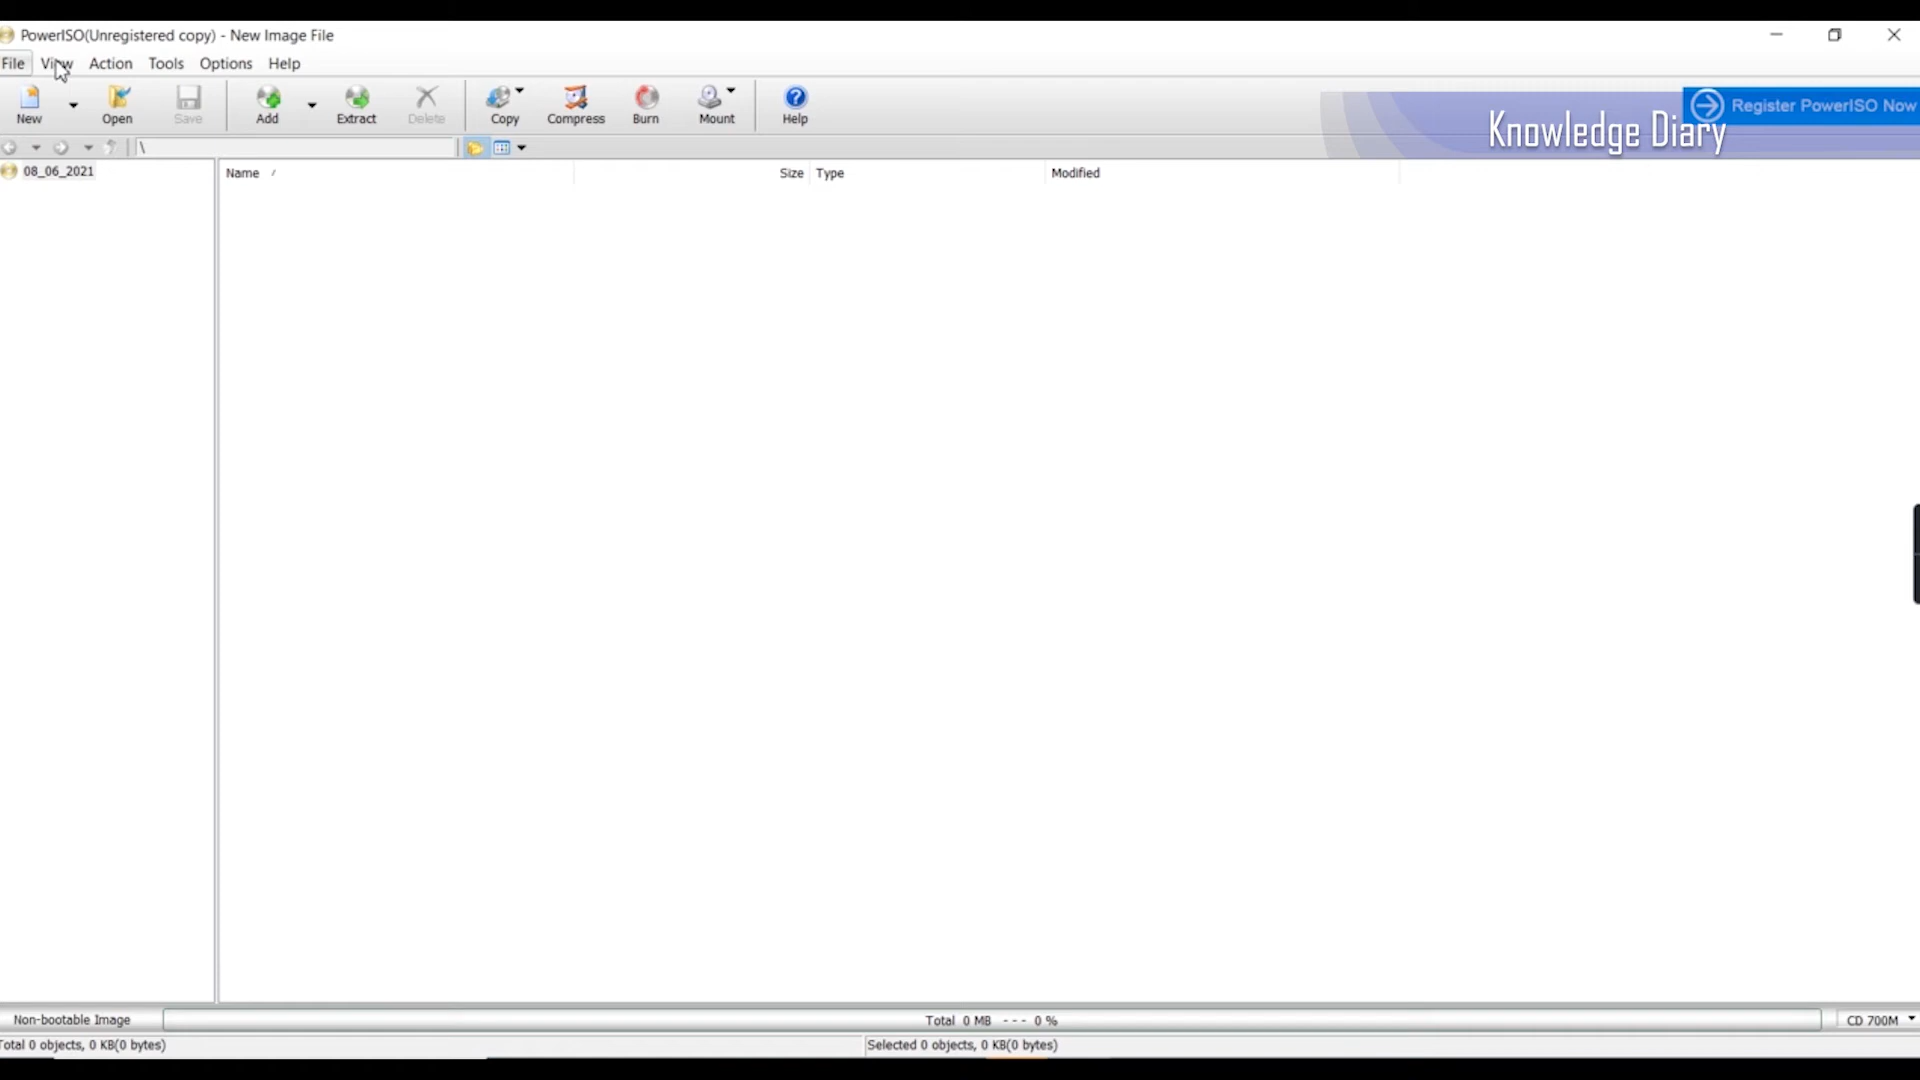 PowerISO(Unregistered copy) - New Image File
File View Action Tools Options Help
New Open Save Add Extract Delete Copy Compress Burn Mount Help
Register PowerISO Now
Knowledge Diary
\
08_06_2021
Name / Size Type Modified
Non-bootable Image Total 0 MB --- 0 % CD 700M
Total 0 objects, 0 KB(0 bytes) Selected 0 objects, 0 KB(0 bytes)